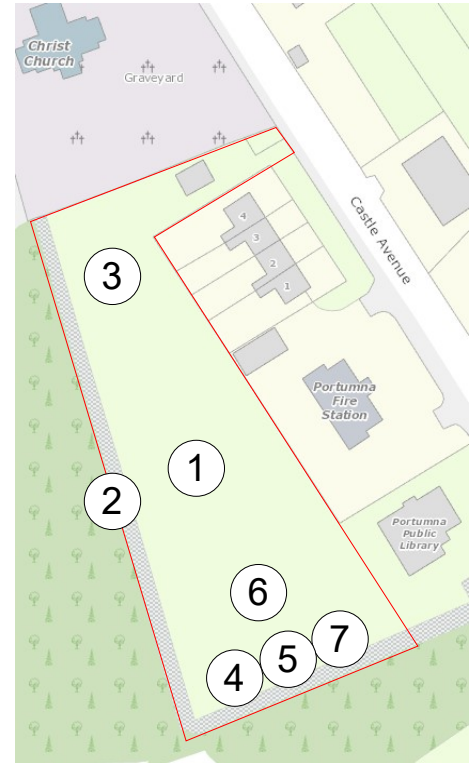 Christ
Church
Graveyard
Castle Avenue
4
3
2
1
3
Portumna
Fire
Station
1
2
Portumna
Public
Library
6
7
5
4